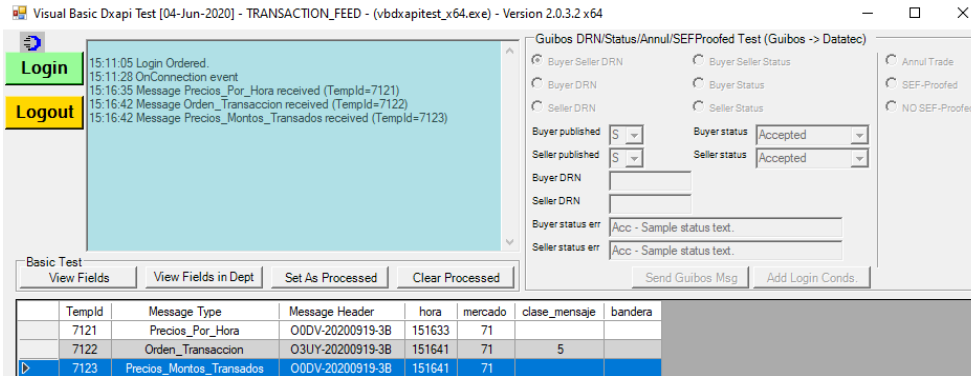 Visual Basic Dxapi Test [04-Jun-2020] - TRANSACTION_FEED - (vbdxapitest_x64.exe) - Version 2.0.3.2 x64
Login
Logout
15:11:05 Login Ordered.
15:11:28 OnConnection event
15:16:35 Message Precios_Por_Hora received (TempId=7121)
15:16:42 Message Orden_Transaccion received (TempId=7122)
15:16:42 Message Precios_Montos_Transados received (TempId=7123)
Guibos DRN/Status/Annul/SEFProofed Test (Guibos -> Datatec)
Buyer Seller DRN Buyer Seller Status Annul Trade
Buyer DRN Buyer Status SEF-Proofed
Seller DRN Seller Status NO SEF-Proofed
Buyer published S Buyer status Accepted
Seller published S Seller status Accepted
Buyer DRN
Seller DRN
Buyer status err Acc - Sample status text.
Seller status err Acc - Sample status text.
Send Guibos Msg Add Login Conds.
Basic Test
View Fields View Fields in Dept Set As Processed Clear Processed
TempId Message Type Message Header hora mercado clase_mensaje bandera
7121 Precios_Por_Hora O0DV-20200919-3B 151633 71
7122 Orden_Transaccion O3UY-20200919-3B 151641 71 5
7123 Precios_Montos_Transados O0DV-20200919-3B 151641 71